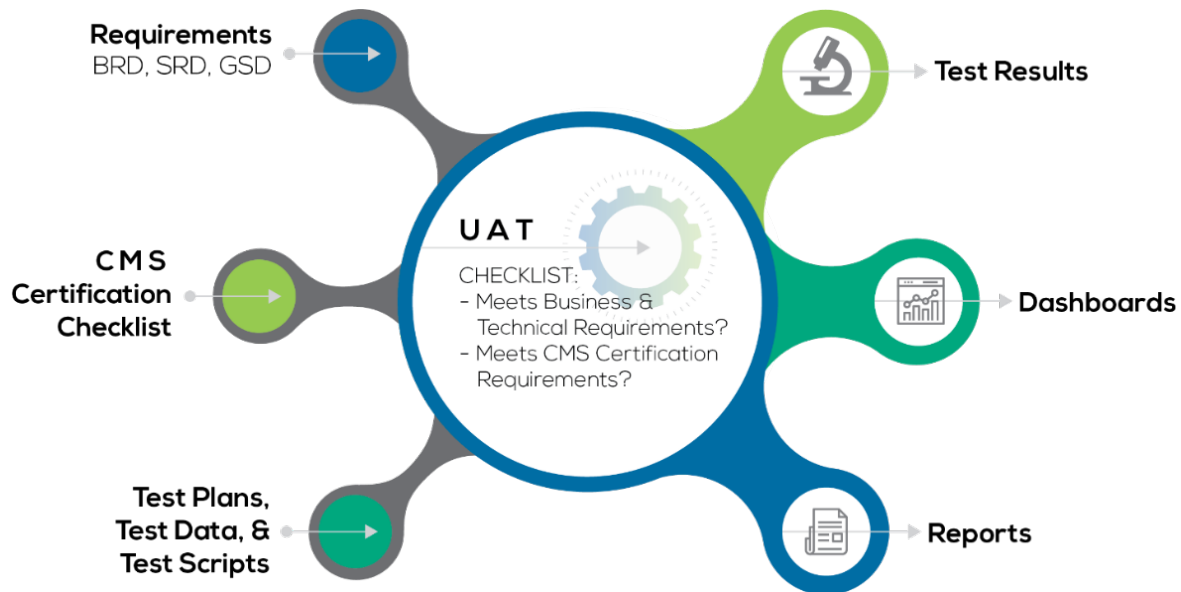 Requirements
BRD, SRD, GSD
CMS
Certification
Checklist
Test Plans,
Test Data, &
Test Scripts
UAT
CHECKLIST:
- Meets Business &
Technical Requirements?
- Meets CMS Certification
Requirements?
Test Results
Dashboards
Reports